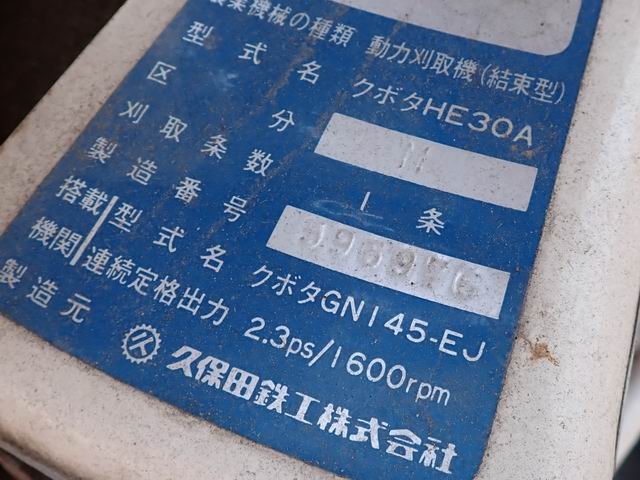 農業機械の種類 動力刈取機(結束型)
型式名 クボタHE30A
区分 H
刈取条数 1条
製造番号
搭載機関 型式名 クボタGN145-EJ
連続定格出力 2.3ps/1600rpm
製造元 久保田鉄工株式会社